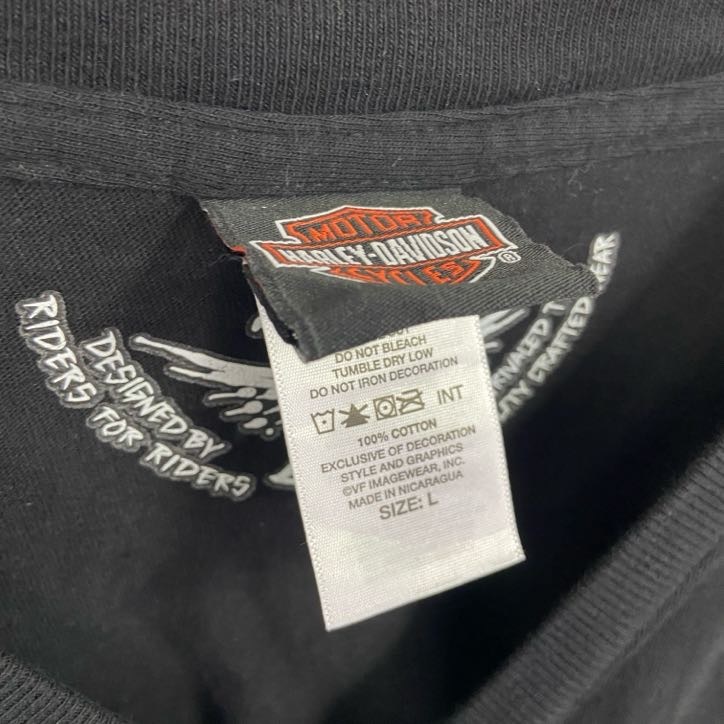 MOTOR
HARLEY-DAVIDSON
CYCLES
®
DO NOT BLEACH
TUMBLE DRY LOW
DO NOT IRON DECORATION
INT
100% COTTON
EXCLUSIVE OF DECORATION
STYLE AND GRAPHICS
©VF IMAGEWEAR, INC.
MADE IN NICARAGUA
SIZE: L
DESIGNED BY
RIDERS FOR RIDERS
CRAFTED